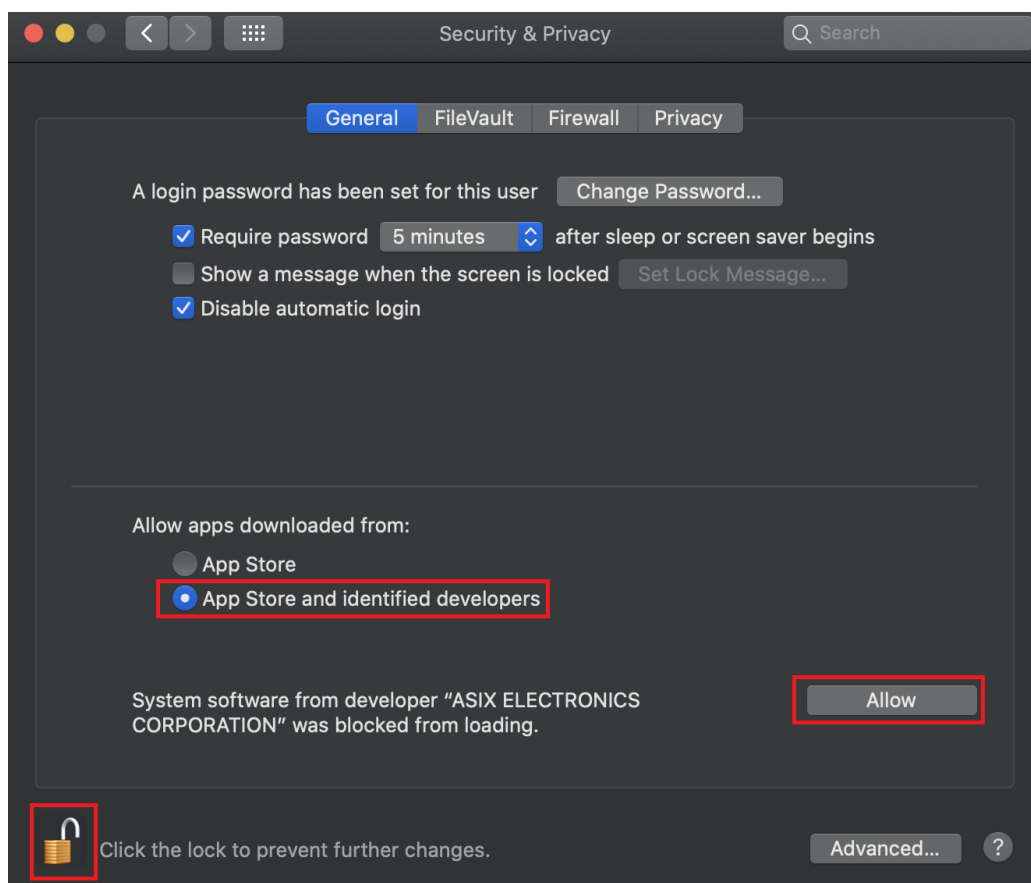 Security & Privacy
Search
General FileVault Firewall Privacy
A login password has been set for this user Change Password...
Require password 5 minutes after sleep or screen saver begins
Show a message when the screen is locked Set Lock Message...
Disable automatic login
Allow apps downloaded from:
App Store
App Store and identified developers
System software from developer “ASIX ELECTRONICS
CORPORATION” was blocked from loading.
Allow
Click the lock to prevent further changes.
Advanced...
?